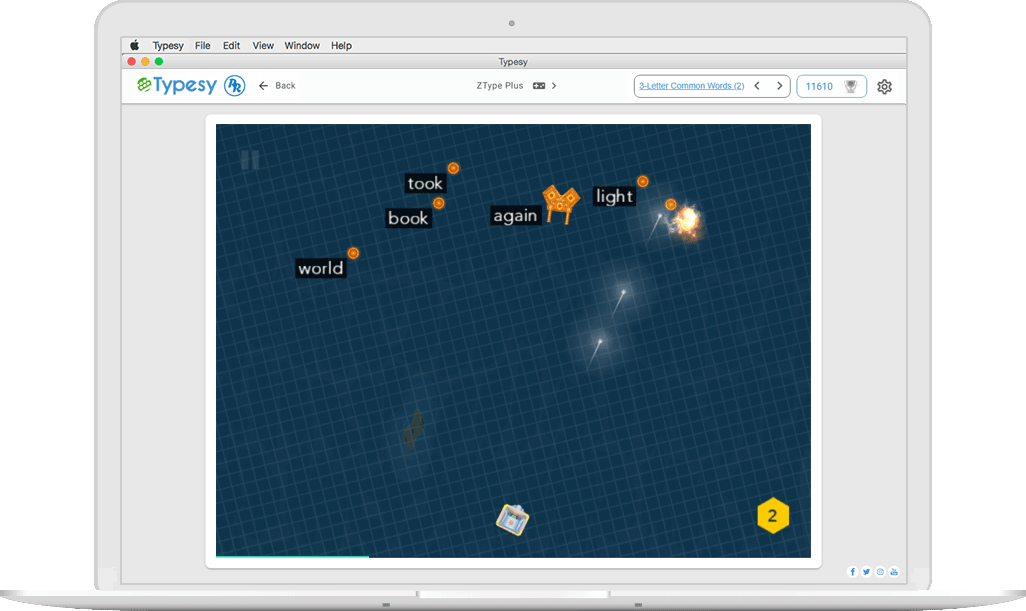 Typesy File Edit View Window Help
Typesy
Typesy Back ZType Plus 3-Letter Common Words (2) 11610
took
light
again
book
world
2